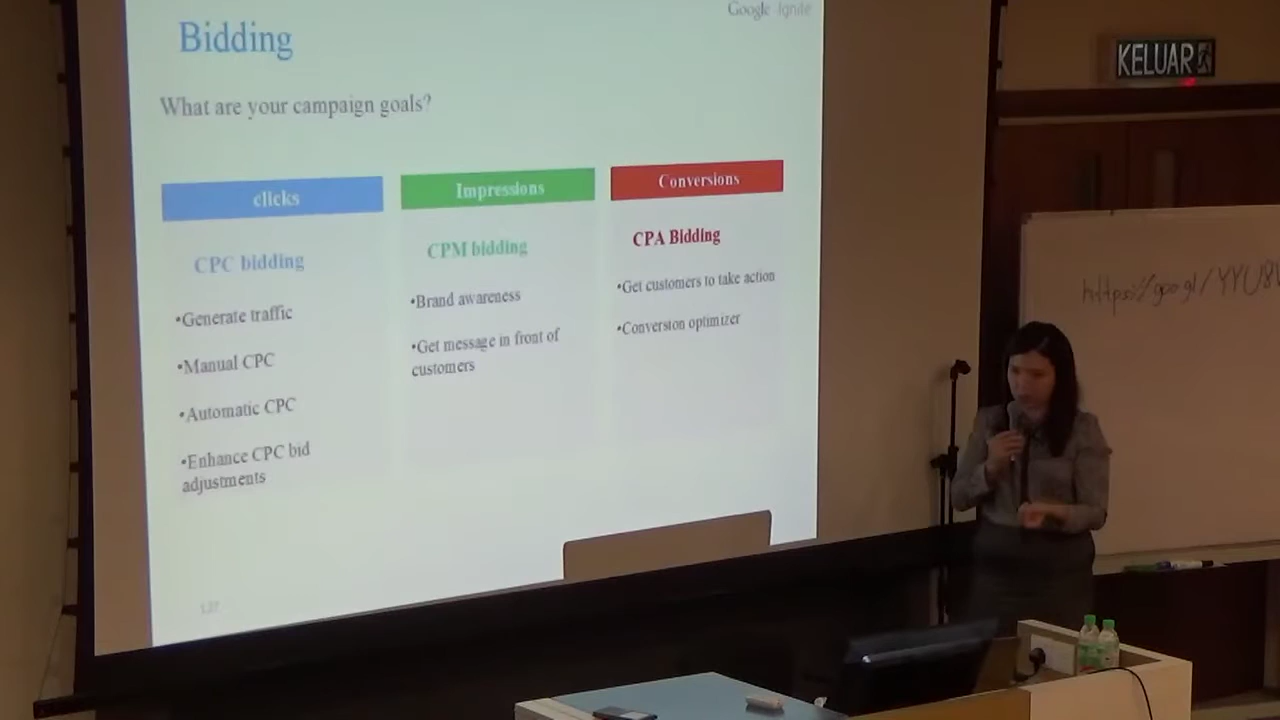 Google Ignite
Bidding
What are your campaign goals?
clicks
CPC bidding
•Generate traffic
•Manual CPC
•Automatic CPC
•Enhance CPC bid
adjustments
Impressions
CPM bidding
•Brand awareness
•Get message in front of
customers
Conversions
CPA Bidding
•Get customers to take action
•Conversion optimizer
KELUAR